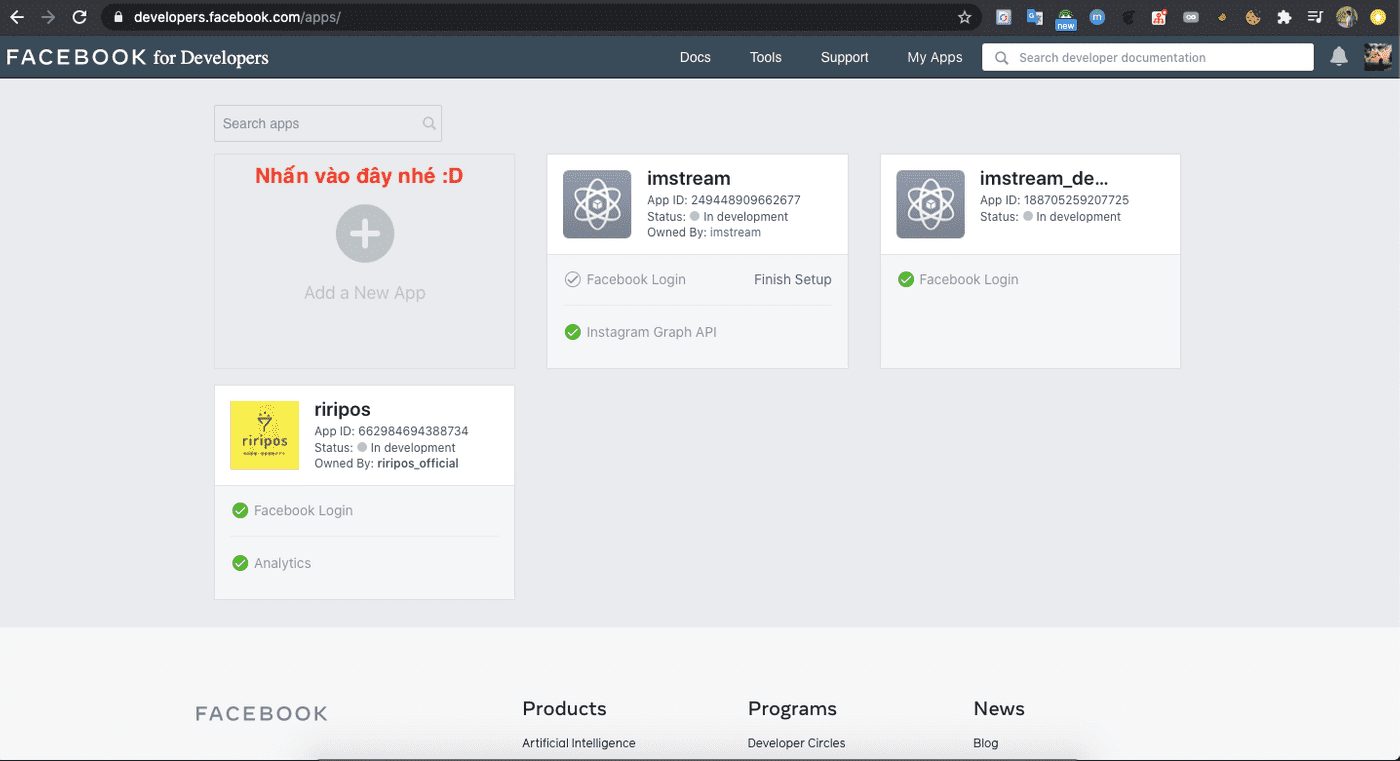 developers.facebook.com/apps/
new
FACEBOOK for Developers
Docs
Tools
Support
My Apps
Search developer documentation
Search apps
Nhấn vào đây nhé :D
Add a New App
imstream
App ID: 249448909662677
Status: In development
Owned By: imstream
Facebook Login
Finish Setup
Instagram Graph API
imstream_de...
App ID: 188705259207725
Status: In development
Facebook Login
riripos
riripos
App ID: 662984694388734
Status: In development
Owned By: riripos_official
Facebook Login
Analytics
FACEBOOK
Products
Artificial Intelligence
Programs
Developer Circles
News
Blog